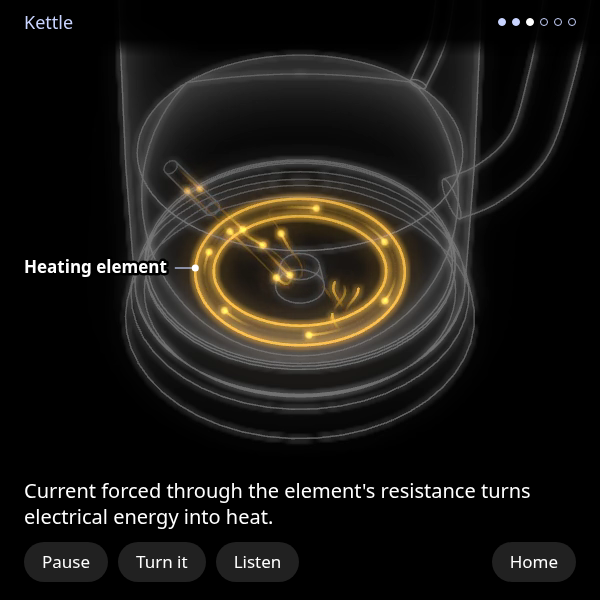 Kettle
Heating element
Current forced through the element's resistance turns
electrical energy into heat.
Pause
Turn it
Listen
Home